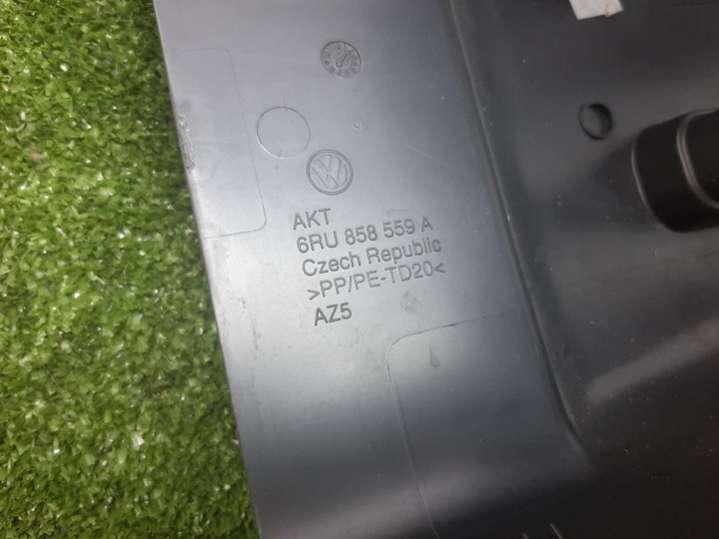 AKT
6RU 858 559 A
Czech Republic
>PP/PE-TD20<
AZ5